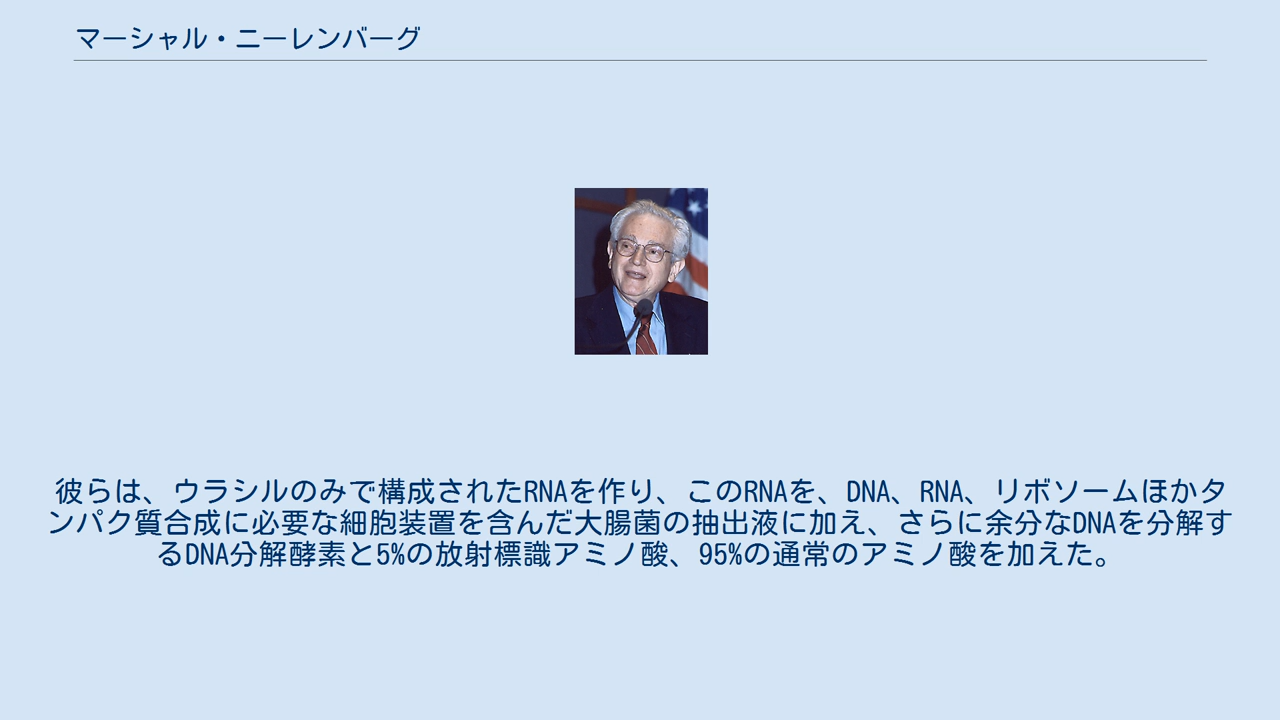 マーシャル・ニーレンバーグ
彼らは、ウラシルのみで構成されたRNAを作り、このRNAを、DNA、RNA、リボソームほかタ
ンパク質合成に必要な細胞装置を含んだ大腸菌の抽出液に加え、さらに余分なDNAを分解す
るDNA分解酵素と5%の放射標識アミノ酸、95%の通常のアミノ酸を加えた。